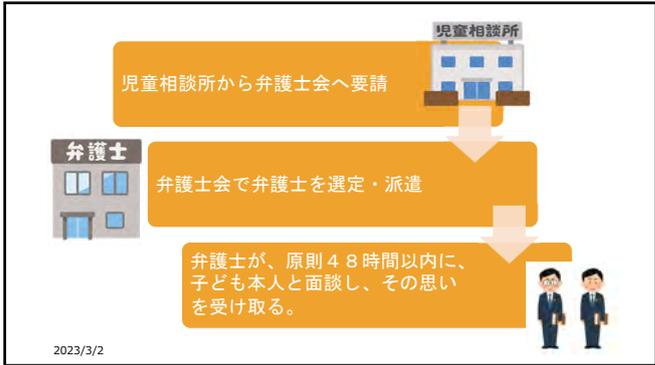 児童相談所
児童相談所から弁護士会へ要請
弁護士
弁護士会で弁護士を選定・派遣
弁護士が、原則４８時間以内に、
子ども本人と面談し、その思い
を受け取る。
2023/3/2